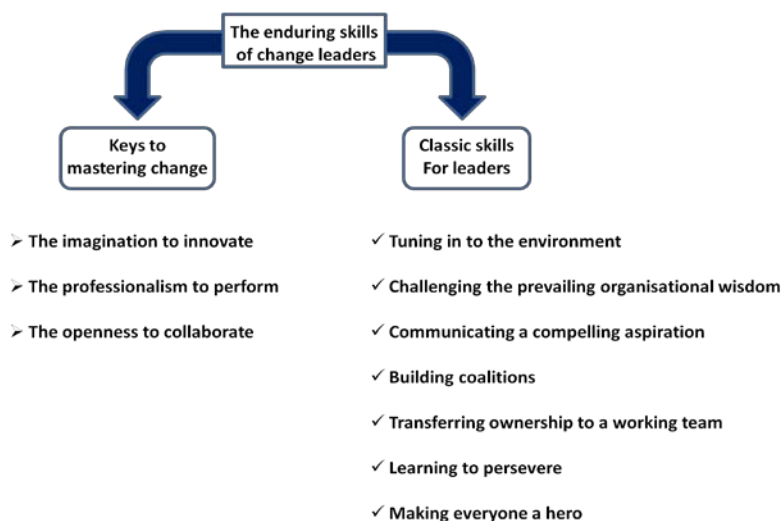 The enduring skills
of change leaders
Keys to
mastering change
Classic skills
For leaders
➢ The imagination to innovate
➢ The professionalism to perform
➢ The openness to collaborate
✓ Tuning in to the environment
✓ Challenging the prevailing organisational wisdom
✓ Communicating a compelling aspiration
✓ Building coalitions
✓ Transferring ownership to a working team
✓ Learning to persevere
✓ Making everyone a hero